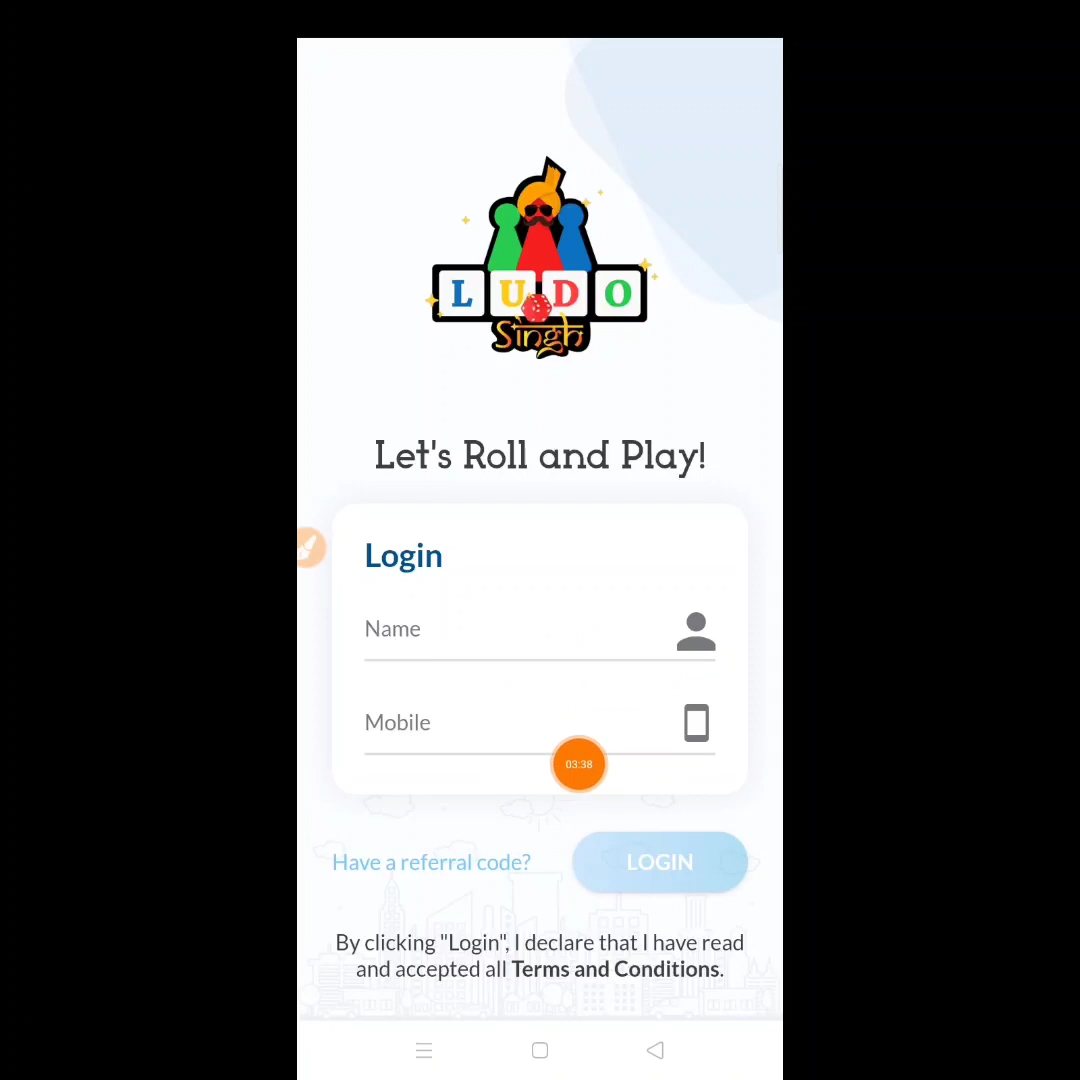 LUDO
Singh
Let's Roll and Play!
Login
Name
Mobile
03:38
Have a referral code?
LOGIN
By clicking "Login", I declare that I have read
and accepted all Terms and Conditions.